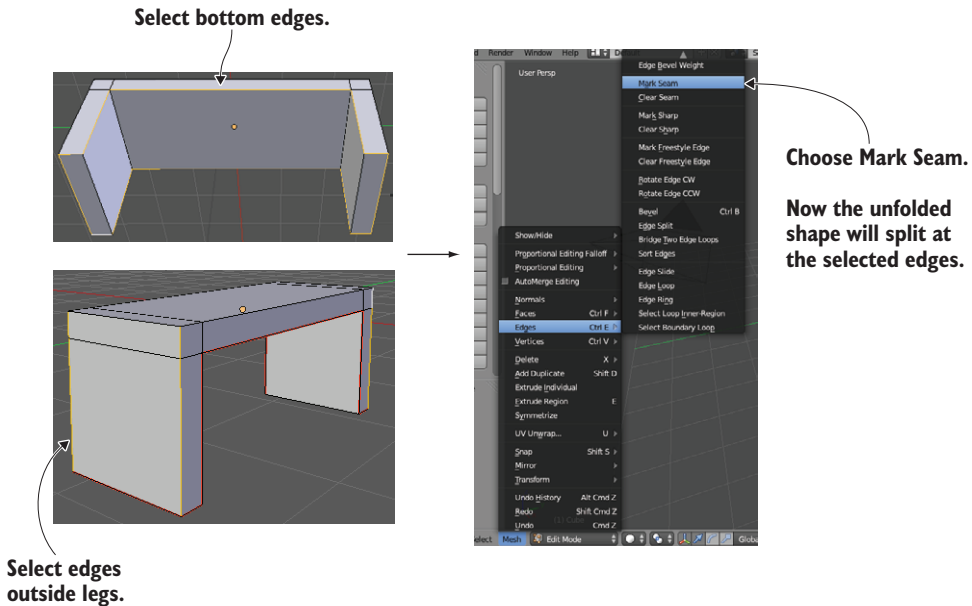 Select bottom edges.
Render Window Help
User Persp
Edge Bevel Weight
Mark Seam
Clear Seam
Mark Sharp
Clear Sharp
Mark Freestyle Edge
Clear Freestyle Edge
Rotate Edge CW
Rotate Edge CCW
Bevel Ctrl B
Edge Split
Bridge Two Edge Loops
Sort Edges
Edge Slide
Edge Loop
Edge Ring
Select Loop Inner-Region
Select Boundary Loop
Choose Mark Seam.
Now the unfolded
shape will split at
the selected edges.
Show/Hide
Proportional Editing Falloff
Proportional Editing
AutoMerge Editing
Normals
Faces Ctrl F
Edges Ctrl E
Vertices Ctrl V
Delete X
Add Duplicate Shift D
Extrude Individual
Extrude Region E
Symmetrize
UV Unwrap... U
Snap Shift S
Mirror
Transform
Undo History Alt Cmd Z
Redo Shift Cmd Z
Undo Cmd Z
Mesh Edit Mode
Select edges
outside legs.